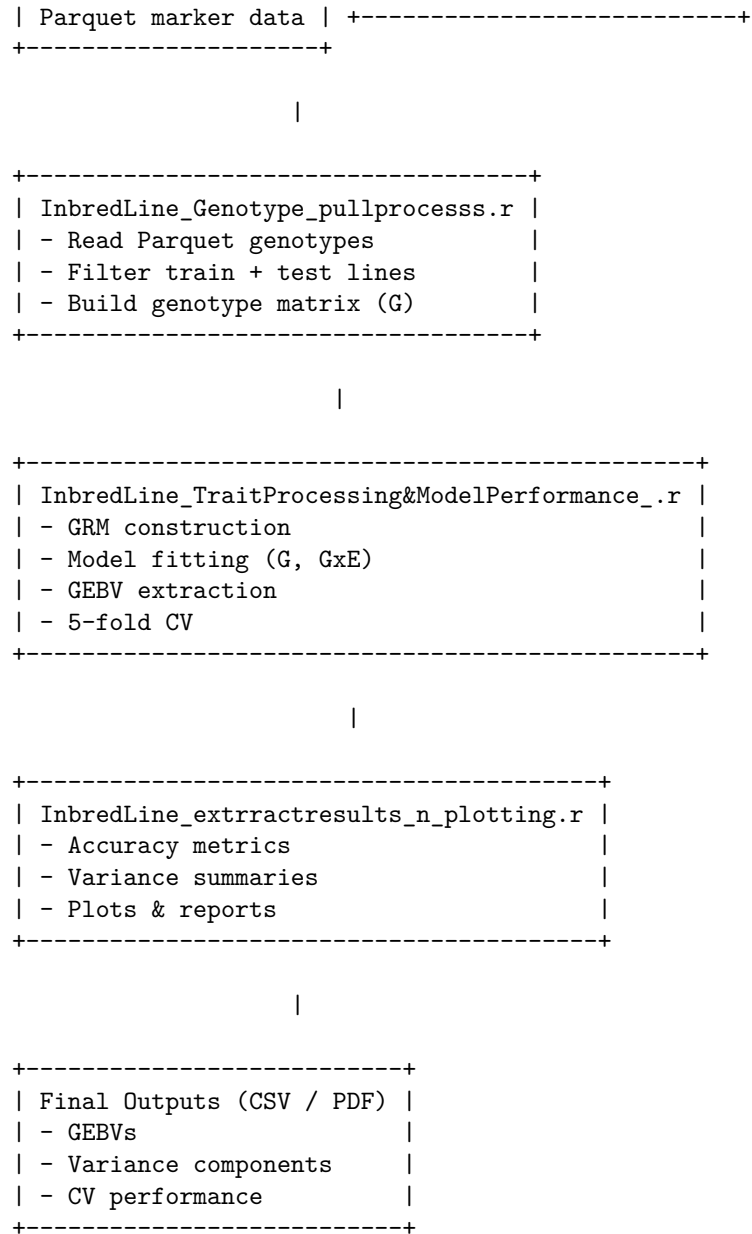 | Parquet marker data | +---------------------------+
+---------------------+
|
+------------------------------------+
| InbredLine_Genotype_pullprocesss.r |
| - Read Parquet genotypes |
| - Filter train + test lines |
| - Build genotype matrix (G) |
+------------------------------------+
|
+------------------------------------------------+
| InbredLine_TraitProcessing&ModelPerformance_.r |
| - GRM construction |
| - Model fitting (G, GxE) |
| - GEBV extraction |
| - 5-fold CV |
+------------------------------------------------+
|
+-----------------------------------------+
| InbredLine_extrractresults_n_plotting.r |
| - Accuracy metrics |
| - Variance summaries |
| - Plots & reports |
+-----------------------------------------+
|
+---------------------------+
| Final Outputs (CSV / PDF) |
| - GEBVs |
| - Variance components |
| - CV performance |
+---------------------------+